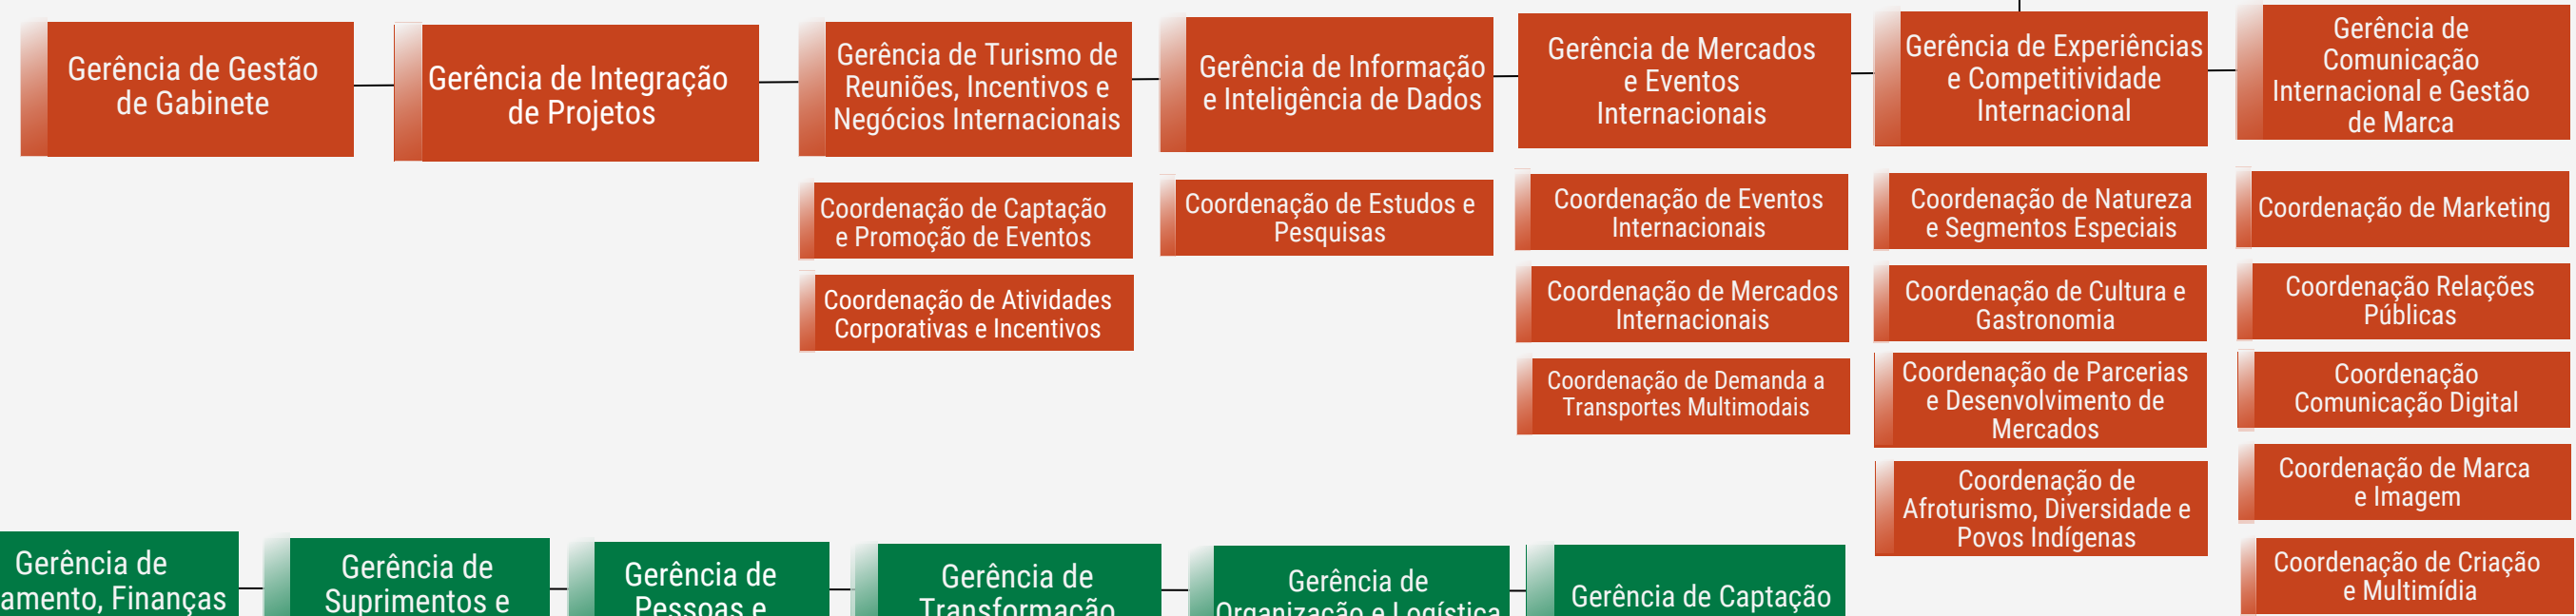 Gerência de Gestão
de Gabinete
Gerência de Integração
de Projetos
Gerência de Turismo de
Reuniões, Incentivos e
Negócios Internacionais
Gerência de Informação
e Inteligência de Dados
Gerência de Mercados
e Eventos
Internacionais
Gerência de Experiências
e Competitividade
Internacional
Gerência de
Comunicação
Internacional e Gestão
de Marca
Coordenação de Captação
e Promoção de Eventos
Coordenação de Atividades
Corporativas e Incentivos
Coordenação de Estudos e
Pesquisas
Coordenação de Eventos
Internacionais
Coordenação de Mercados
Internacionais
Coordenação de Demanda a
Transportes Multimodais
Coordenação de Natureza
e Segmentos Especiais
Coordenação de Cultura e
Gastronomia
Coordenação de Parcerias
e Desenvolvimento de
Mercados
Coordenação de
Afroturismo, Diversidade e
Povos Indígenas
Coordenação de Marketing
Coordenação Relações
Públicas
Coordenação
Comunicação Digital
Coordenação de Marca
e Imagem
Coordenação de Criação
e Multimídia
Gerência de
amento, Finanças
Gerência de
Suprimentos e
Gerência de
Pessoas e
Gerência de
Transformação
Gerência de
Organização e Logística
Gerência de Captação